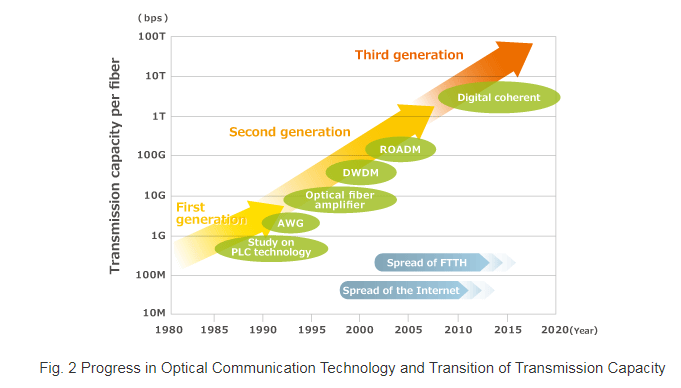 (bps)
100T
10T
1T
100G
10G
1G
100M
10M
Transmission capacity per fiber
Third generation
Digital coherent
Second generation
ROADM
DWDM
Optical fiber
amplifier
First
generation
AWG
Study on
PLC technology
Spread of FTTH
Spread of the Internet
1980 1985 1990 1995 2000 2005 2010 2015 2020 (Year)
Fig. 2 Progress in Optical Communication Technology and Transition of Transmission Capacity